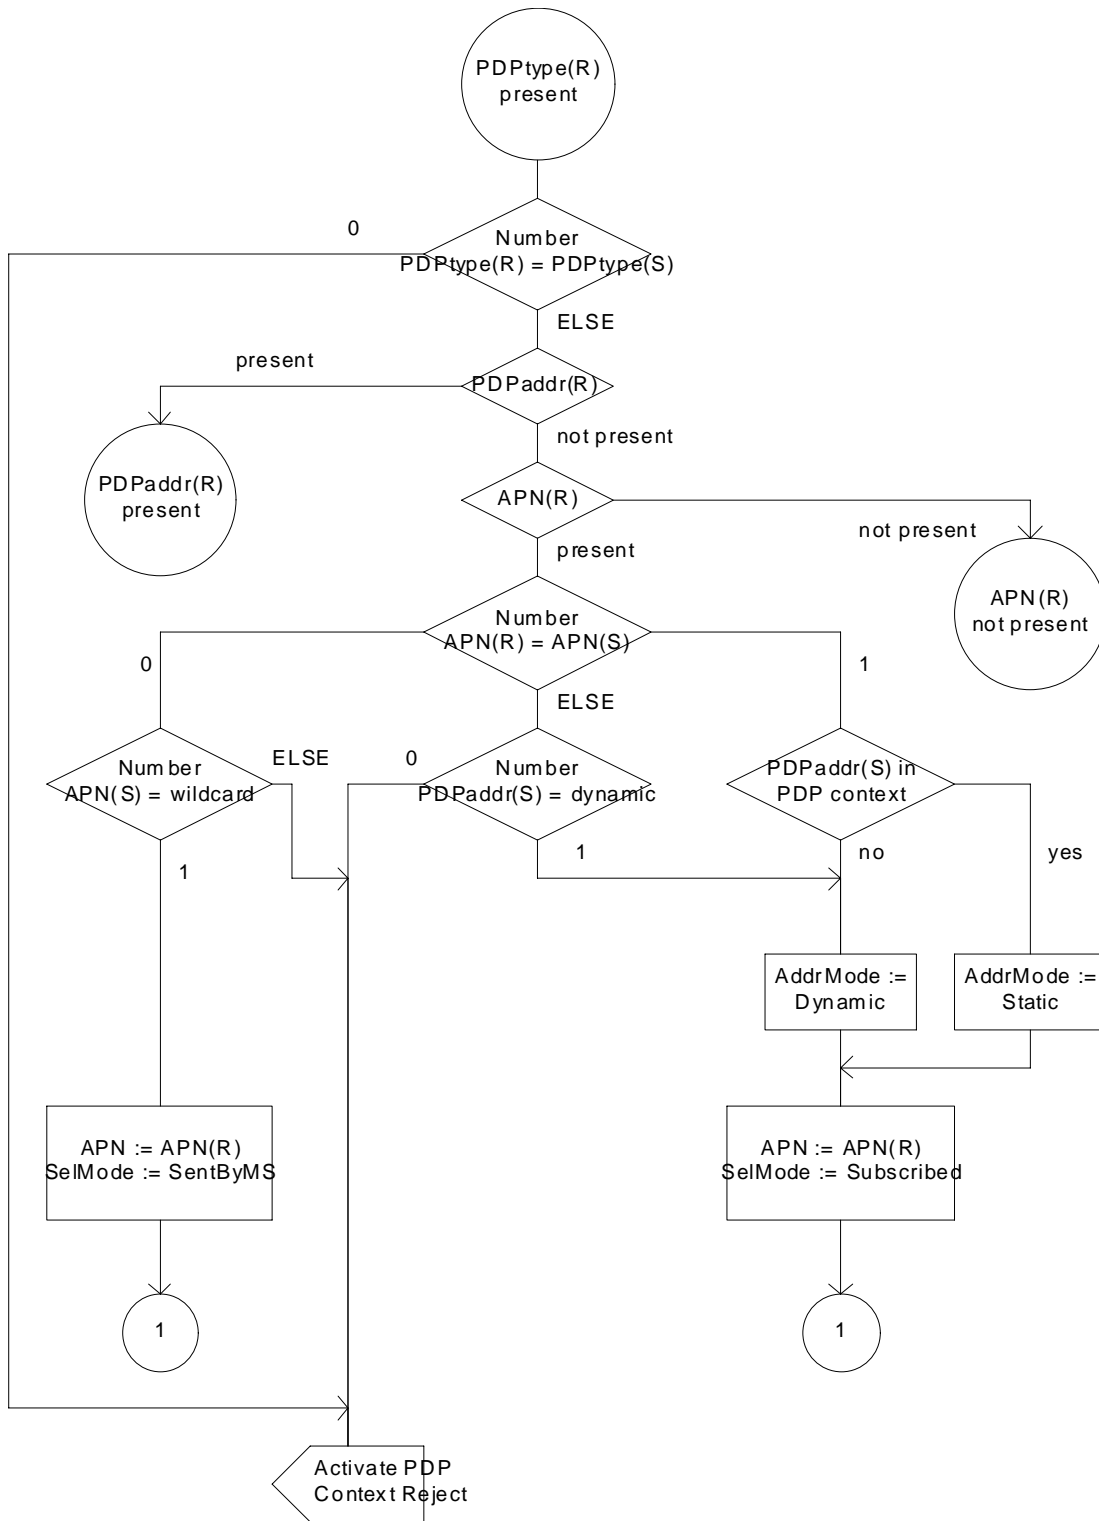 PDPtype(R)
present
0
Number
PDPtype(R) = PDPtype(S)
ELSE
present
PDPaddr(R)
not present
PDPaddr(R)
present
APN(R)
not present
present
APN(R)
not present
Number
APN(R) = APN(S)
0
1
ELSE
Number
APN(S) = wildcard
ELSE
0
Number
PDPaddr(S) = dynamic
PDPaddr(S) in
PDP context
1
1
no
yes
AddrMode :=
Dynamic
AddrMode :=
Static
APN := APN(R)
SelMode := SentByMS
APN := APN(R)
SelMode := Subscribed
1
1
Activate PDP
Context Reject